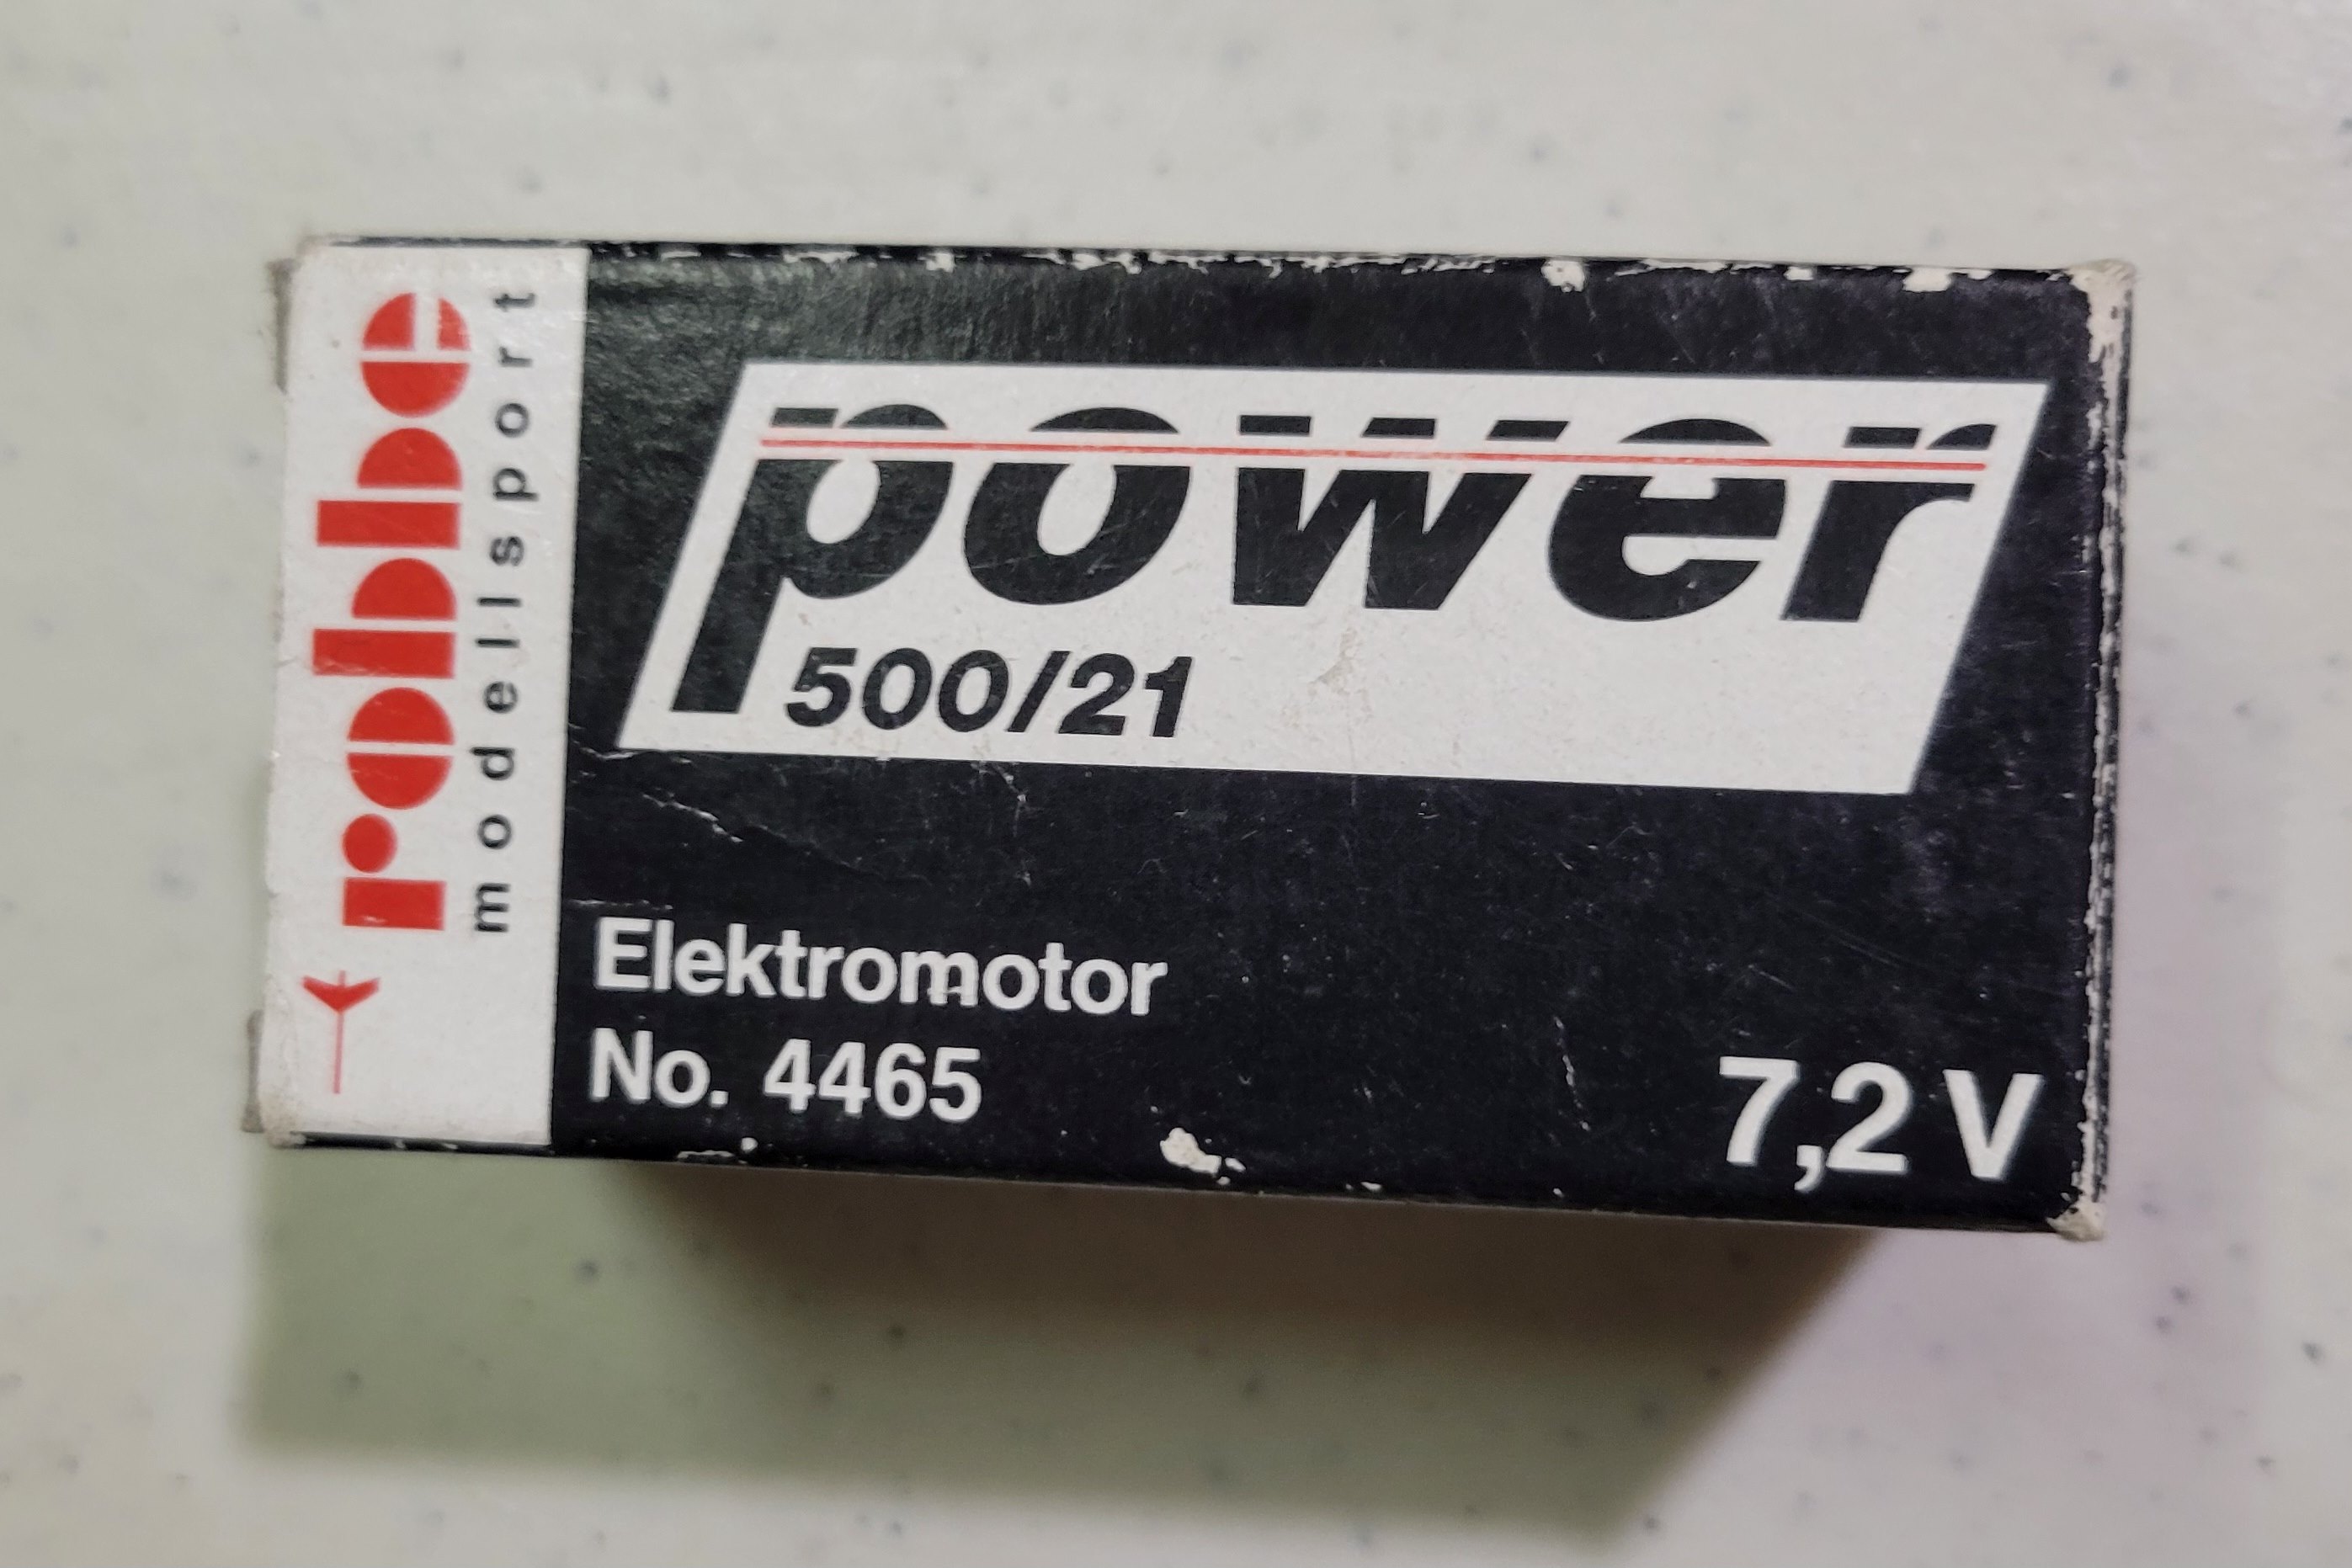 robbe
modellsport
power
500/21
Elektromotor
No. 4465
7,2 V